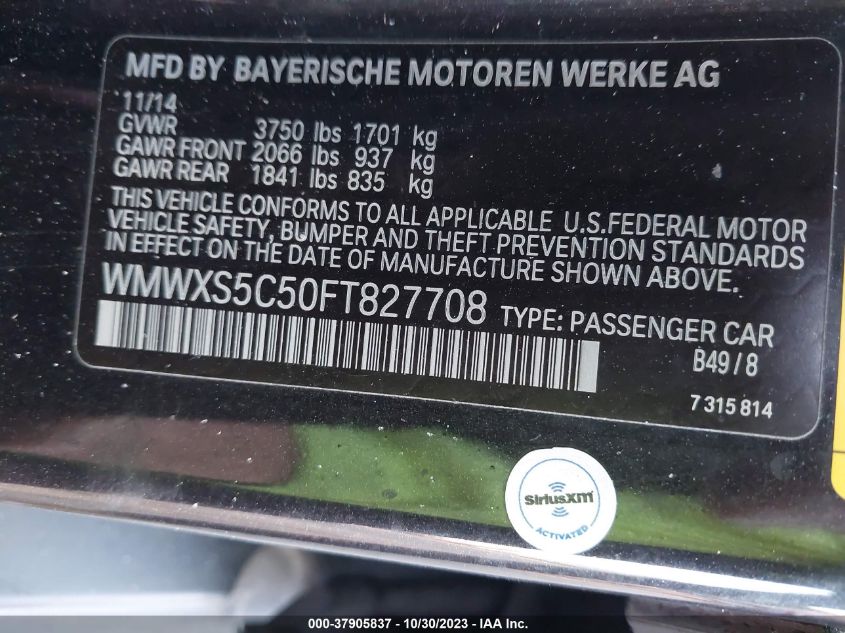 MFD BY BAYERISCHE MOTOREN WERKE AG
11/14
GVWR 3750 lbs 1701 kg
GAWR FRONT 2066 lbs 937 kg
GAWR REAR 1841 lbs 835 kg
THIS VEHICLE CONFORMS TO ALL APPLICABLE U.S.FEDERAL MOTOR
VEHICLE SAFETY, BUMPER AND THEFT PREVENTION STANDARDS
IN EFFECT ON THE DATE OF MANUFACTURE SHOWN ABOVE.
WMWXS5C50FT827708 TYPE: PASSENGER CAR
B49/8
7 315 814
SiriusXM
ACTIVATED
000-37905837 - 10/30/2023 - IAA Inc.